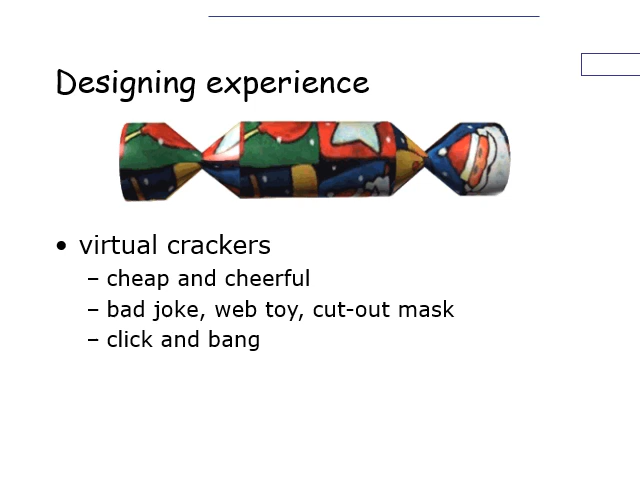 Designing experience
• virtual crackers
– cheap and cheerful
– bad joke, web toy, cut-out mask
– click and bang